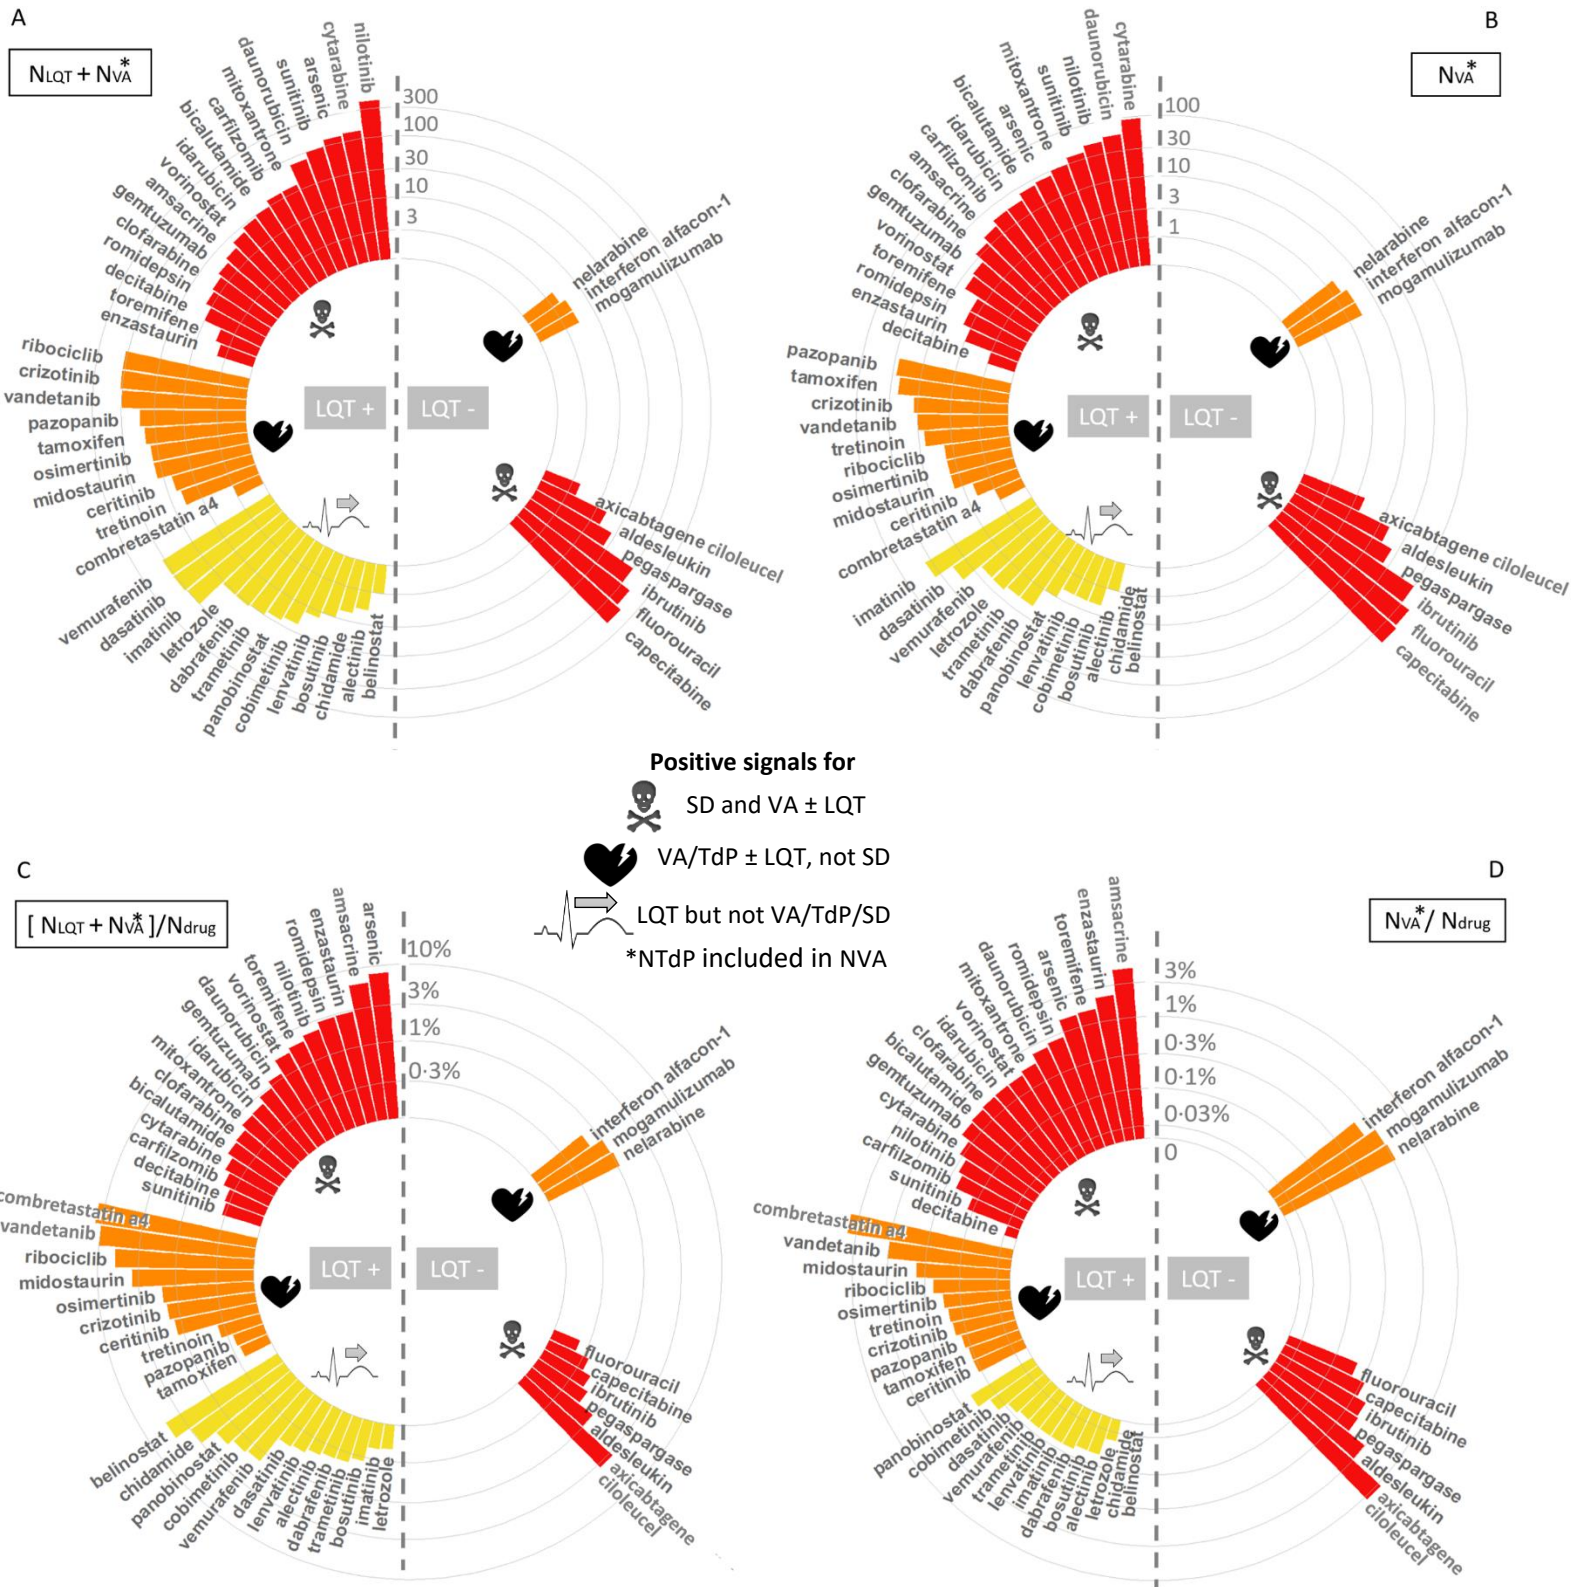 A
NLQT + NVA*
nilotinib
cytarabine
arsenic
sunitinib
daunorubicin
mitoxantrone
carfilzomib
bicalutamide
idarubicin
vorinostat
amsacrine
gemtuzumab
clofarabine
romidepsin
decitabine
toremifene
enzastaurin
ribociclib
crizotinib
vandetanib
pazopanib
tamoxifen
osimertinib
midostaurin
ceritinib
tretinoin
combretastatin a4
vemurafenib
dasatinib
imatinib
letrozole
dabrafenib
trametinib
panobinostat
cobimetinib
lenvatinib
bosutinib
chidamide
alectinib
belinostat
300
100
30
10
3
LQT +
LQT -
nelarabine
interferon alfacon-1
mogamulizumab
axicabtagene ciloleucel
aldesleukin
pegaspargase
ibrutinib
fluorouracil
capecitabine
B
NVA*
cytarabine
daunorubicin
nilotinib
sunitinib
mitoxantrone
arsenic
bicalutamide
idarubicin
carfilzomib
amsacrine
clofarabine
gemtuzumab
vorinostat
toremifene
romidepsin
enzastaurin
decitabine
pazopanib
tamoxifen
crizotinib
vandetanib
tretinoin
ribociclib
osimertinib
midostaurin
ceritinib
combretastatin a4
imatinib
dasatinib
vemurafenib
letrozole
trametinib
dabrafenib
panobinostat
lenvatinib
cobimetinib
bosutinib
alectinib
chidamide
belinostat
100
30
10
3
1
LQT +
LQT -
nelarabine
interferon alfacon-1
mogamulizumab
axicabtagene ciloleucel
aldesleukin
pegaspargase
ibrutinib
fluorouracil
capecitabine
Positive signals for
SD and VA ± LQT
VA/TdP ± LQT, not SD
LQT but not VA/TdP/SD
*NTdP included in NVA
C
[ NLQT + NVA* ]/Ndrug
arsenic
amsacrine
enzastaurin
romidepsin
nilotinib
toremifene
vorinostat
daunorubicin
gemtuzumab
idarubicin
mitoxantrone
clofarabine
bicalutamide
cytarabine
carfilzomib
decitabine
sunitinib
combretastatin a4
vandetanib
ribociclib
midostaurin
osimertinib
crizotinib
ceritinib
tretinoin
pazopanib
tamoxifen
belinostat
chidamide
panobinostat
cobimetinib
vemurafenib
dasatinib
lenvatinib
alectinib
dabrafenib
trametinib
bosutinib
imatinib
letrozole
10%
3%
1%
0·3%
LQT +
LQT -
interferon alfacon-1
mogamulizumab
nelarabine
fluorouracil
capecitabine
ibrutinib
pegaspargase
aldesleukin
axicabtagene
ciloleucel
D
NVA*/ Ndrug
amsacrine
enzastaurin
toremifene
arsenic
romidepsin
daunorubicin
mitoxantrone
vorinostat
idarubicin
clofarabine
bicalutamide
gemtuzumab
cytarabine
nilotinib
carfilzomib
sunitinib
decitabine
combretastatin a4
vandetanib
midostaurin
ribociclib
osimertinib
tretinoin
crizotinib
pazopanib
tamoxifen
ceritinib
panobinostat
cobimetinib
dasatinib
vemurafenib
trametinib
lenvatinib
imatinib
dabrafenib
bosutinib
alectinib
letrozole
chidamide
belinostat
3%
1%
0·3%
0·1%
0·03%
0
LQT +
LQT -
interferon alfacon-1
mogamulizumab
nelarabine
fluorouracil
capecitabine
ibrutinib
pegaspargase
aldesleukin
axicabtagene
ciloleucel